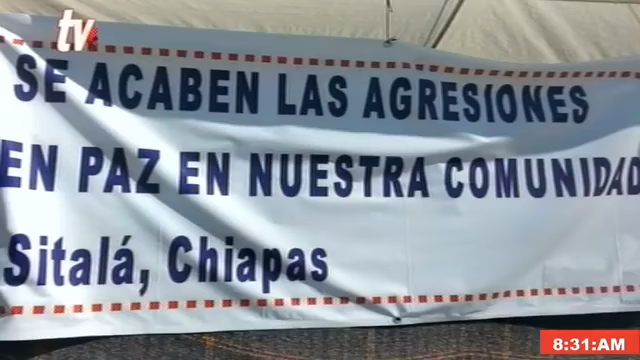 tv
SE ACABEN LAS AGRESIONES
EN PAZ EN NUESTRA COMUNIDAD
Sitalá, Chiapas
8:31:AM